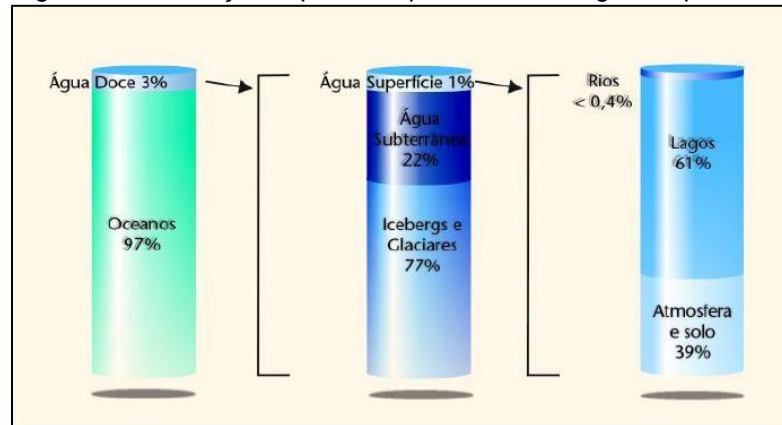 Água Doce 3%
Oceanos
97%
Água Superfície 1%
Água
Subterrânea
22%
Icebergs e
Glaciares
77%
Rios
< 0,4%
Lagos
61%
Atmosfera
e solo
39%